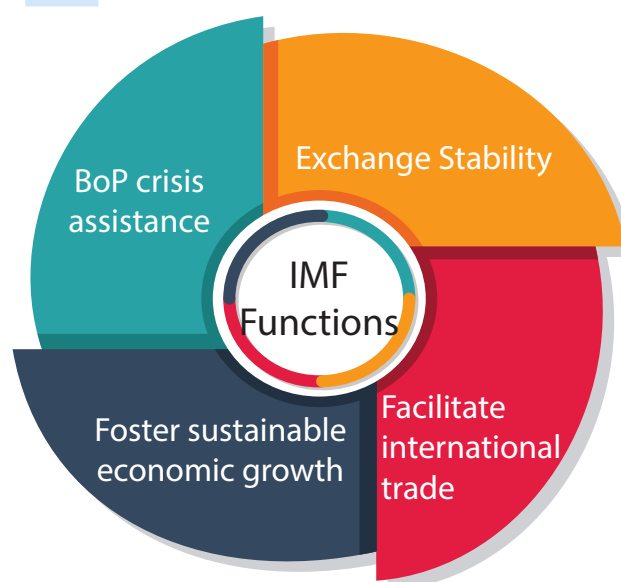 BoP crisis
assistance
Exchange Stability
IMF
Functions
Foster sustainable
economic growth
Facilitate
international
trade